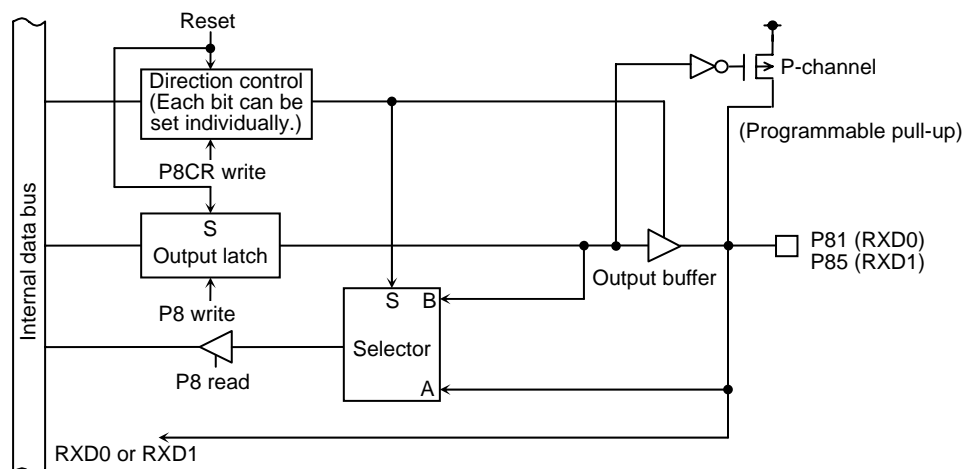 Reset
Direction control
(Each bit can be
set individually.)
P-channel
(Programmable pull-up)
P8CR write
Internal data bus
S
Output latch
P81 (RXD0)
P85 (RXD1)
Output buffer
P8 write
S B
Selector
P8 read
A
RXD0 or RXD1